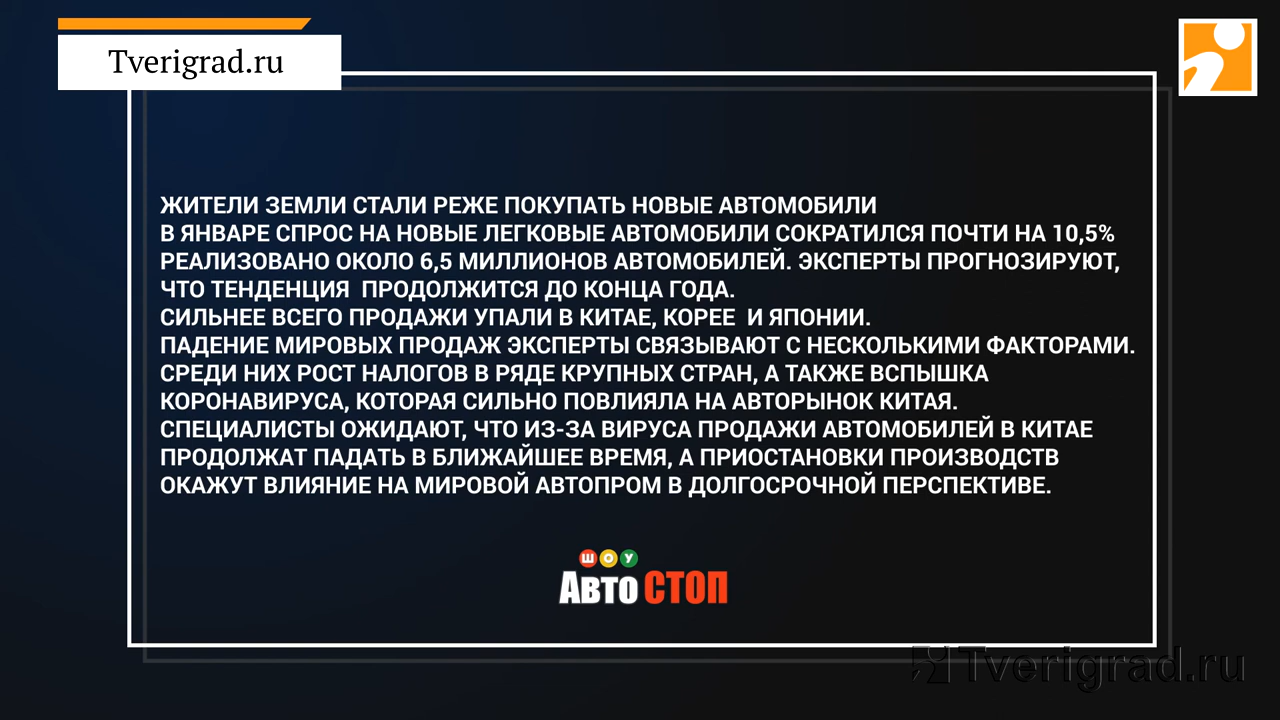 Tverigrad.ru
ЖИТЕЛИ ЗЕМЛИ СТАЛИ РЕЖЕ ПОКУПАТЬ НОВЫЕ АВТОМОБИЛИ
В ЯНВАРЕ СПРОС НА НОВЫЕ ЛЕГКОВЫЕ АВТОМОБИЛИ СОКРАТИЛСЯ ПОЧТИ НА 10,5%
РЕАЛИЗОВАНО ОКОЛО 6,5 МИЛЛИОНОВ АВТОМОБИЛЕЙ. ЭКСПЕРТЫ ПРОГНОЗИРУЮТ,
ЧТО ТЕНДЕНЦИЯ ПРОДОЛЖИТСЯ ДО КОНЦА ГОДА.
СИЛЬНЕЕ ВСЕГО ПРОДАЖИ УПАЛИ В КИТАЕ, КОРЕЕ И ЯПОНИИ.
ПАДЕНИЕ МИРОВЫХ ПРОДАЖ ЭКСПЕРТЫ СВЯЗЫВАЮТ С НЕСКОЛЬКИМИ ФАКТОРАМИ.
СРЕДИ НИХ РОСТ НАЛОГОВ В РЯДЕ КРУПНЫХ СТРАН, А ТАКЖЕ ВСПЫШКА
КОРОНАВИРУСА, КОТОРАЯ СИЛЬНО ПОВЛИЯЛА НА АВТОРЫНОК КИТАЯ.
СПЕЦИАЛИСТЫ ОЖИДАЮТ, ЧТО ИЗ-ЗА ВИРУСА ПРОДАЖИ АВТОМОБИЛЕЙ В КИТАЕ
ПРОДОЛЖАТ ПАДАТЬ В БЛИЖАЙШЕЕ ВРЕМЯ, А ПРИОСТАНОВКИ ПРОИЗВОДСТВ
ОКАЖУТ ВЛИЯНИЕ НА МИРОВОЙ АВТОПРОМ В ДОЛГОСРОЧНОЙ ПЕРСПЕКТИВЕ.
ШОУ
АВТО СТОП
Tverigrad.ru